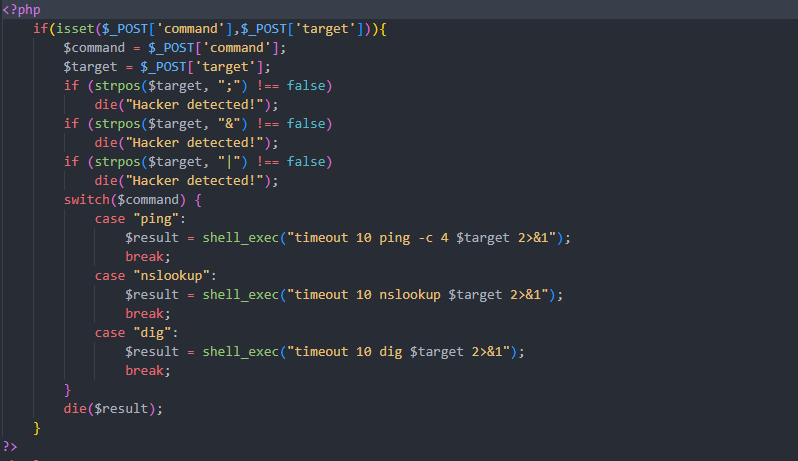 <?php
    if(isset($_POST['command'],$_POST['target'])){
        $command = $_POST['command'];
        $target = $_POST['target'];
        if (strpos($target, ";") !== false)
            die("Hacker detected!");
        if (strpos($target, "&") !== false)
            die("Hacker detected!");
        if (strpos($target, "|") !== false)
            die("Hacker detected!");
        switch($command) {
            case "ping":
                $result = shell_exec("timeout 10 ping -c 4 $target 2>&1");
                break;
            case "nslookup":
                $result = shell_exec("timeout 10 nslookup $target 2>&1");
                break;
            case "dig":
                $result = shell_exec("timeout 10 dig $target 2>&1");
                break;
        }
        die($result);
    }
?>